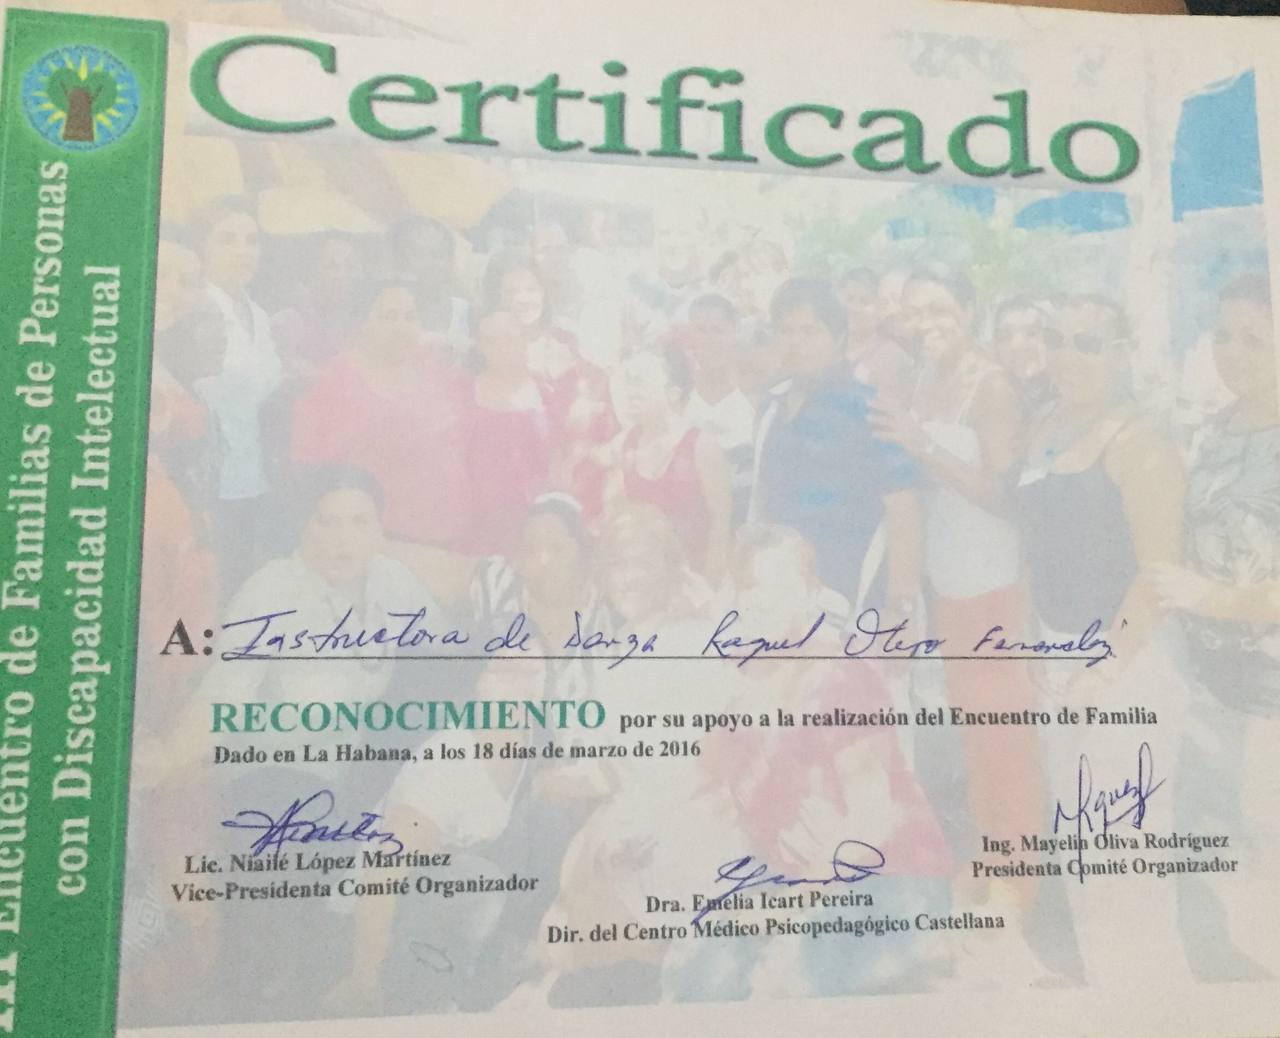 Certificado
Encuentro de Familias de Personas
con Discapacidad Intelectual
A: Instructora de Danza Raquel Otero Fernández
RECONOCIMIENTO por su apoyo a la realización del Encuentro de Familia
Dado en La Habana, a los 18 días de marzo de 2016
Lic. Niailé López Martínez
Vice-Presidenta Comité Organizador
Dra. Emelia Icart Pereira
Dir. del Centro Médico Psicopedagógico Castellana
Ing. Mayelin Oliva Rodríguez
Presidenta Comité Organizador